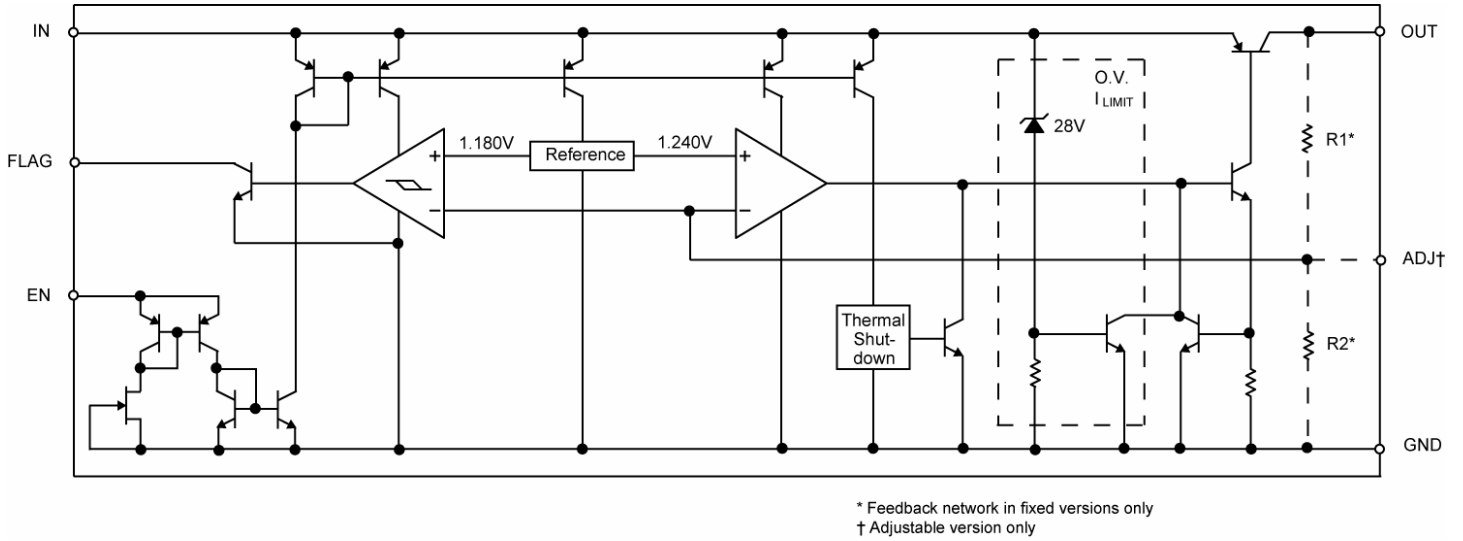 IN
OUT
O.V.
I LIMIT
28V
R1*
FLAG
+
1.180V
Reference
1.240V
+
−
−
ADJ†
EN
Thermal
Shut-
down
R2*
GND
* Feedback network in fixed versions only
† Adjustable version only